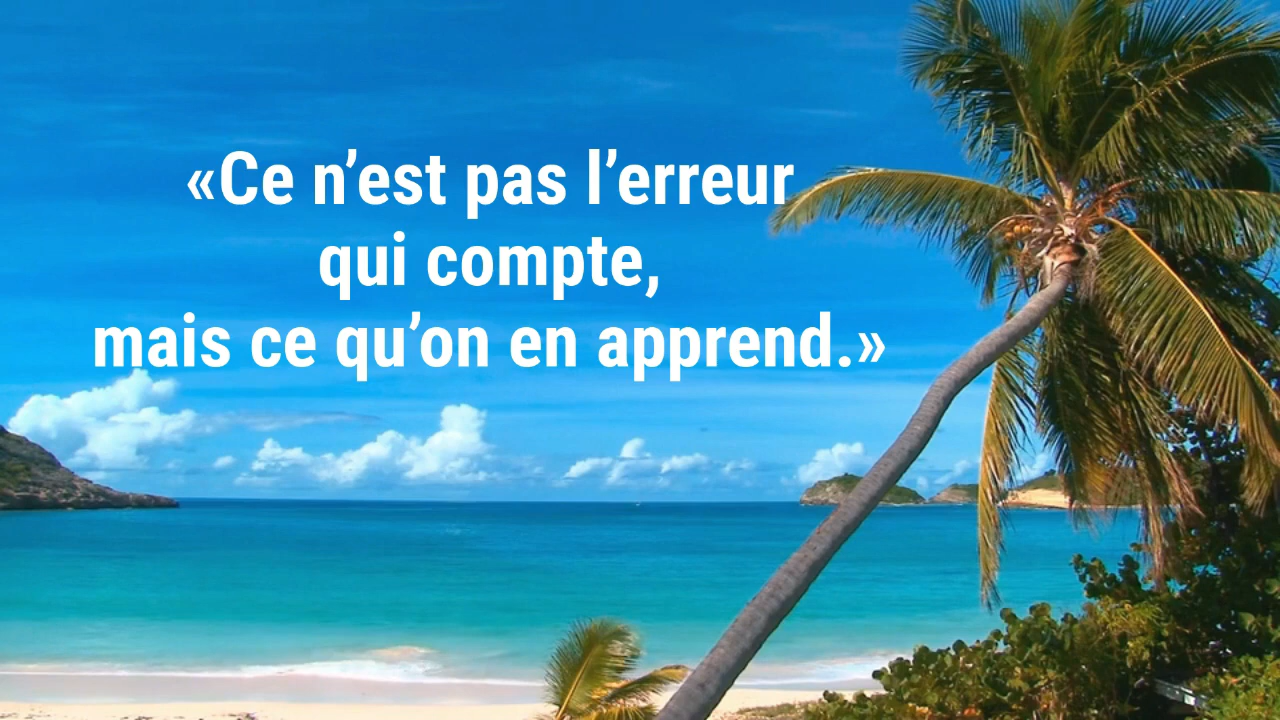 «Ce n’est pas l’erreur
qui compte,
mais ce qu’on en apprend.»